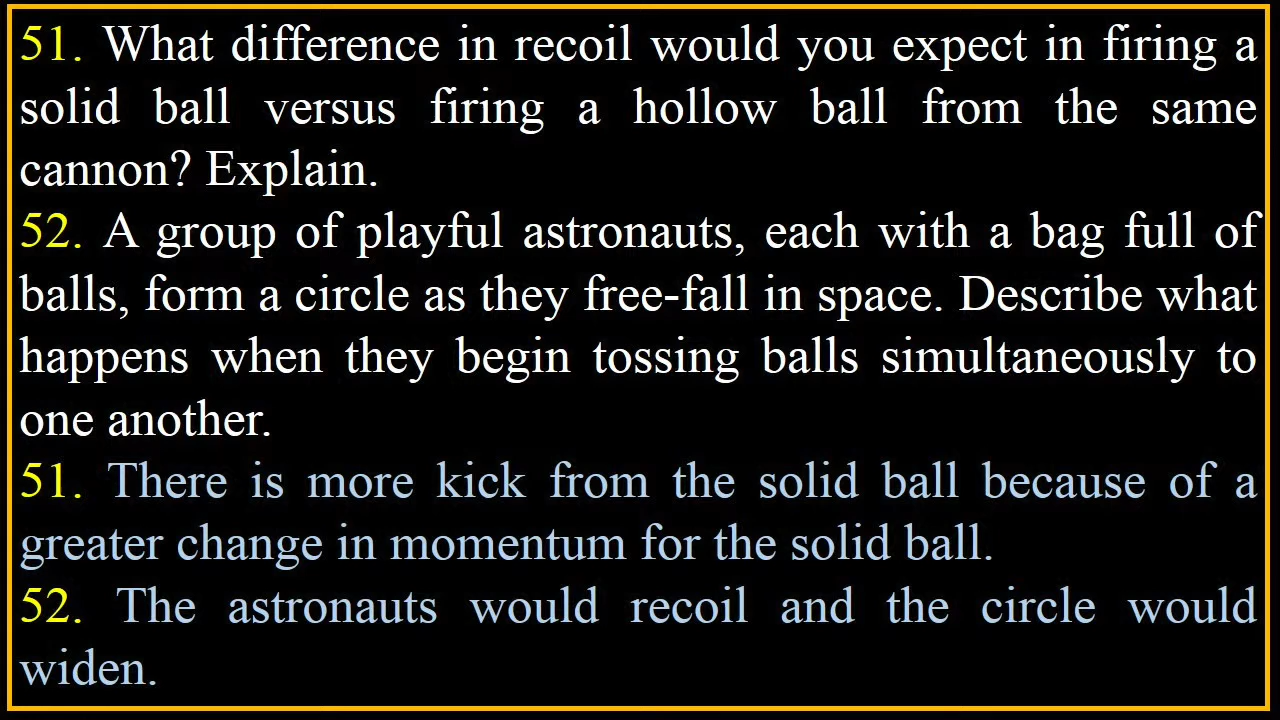 51. What difference in recoil would you expect in firing a
solid ball versus firing a hollow ball from the same
cannon? Explain.
52. A group of playful astronauts, each with a bag full of
balls, form a circle as they free-fall in space. Describe what
happens when they begin tossing balls simultaneously to
one another.
51. There is more kick from the solid ball because of a
greater change in momentum for the solid ball.
52. The astronauts would recoil and the circle would
widen.